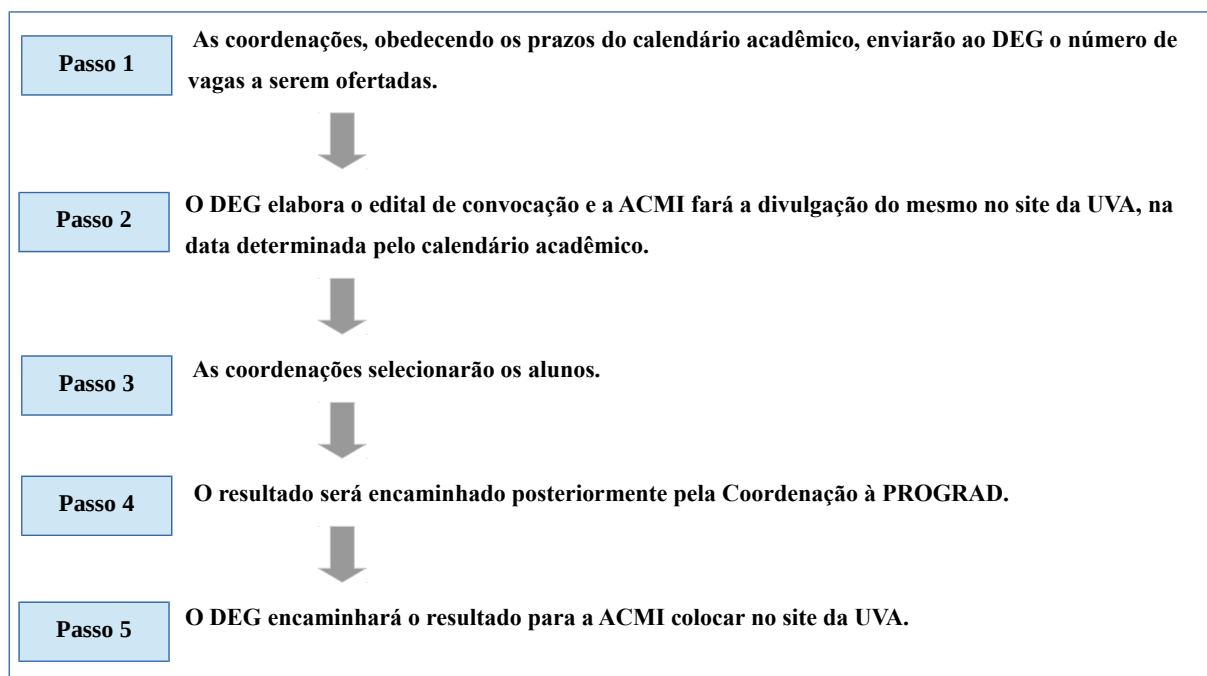 Passo 1
As coordenações, obedecendo os prazos do calendário acadêmico, enviarão ao DEG o número de
vagas a serem ofertadas.
Passo 2
O DEG elabora o edital de convocação e a ACMI fará a divulgação do mesmo no site da UVA, na
data determinada pelo calendário acadêmico.
Passo 3
As coordenações selecionarão os alunos.
Passo 4
O resultado será encaminhado posteriormente pela Coordenação à PROGRAD.
Passo 5
O DEG encaminhará o resultado para a ACMI colocar no site da UVA.